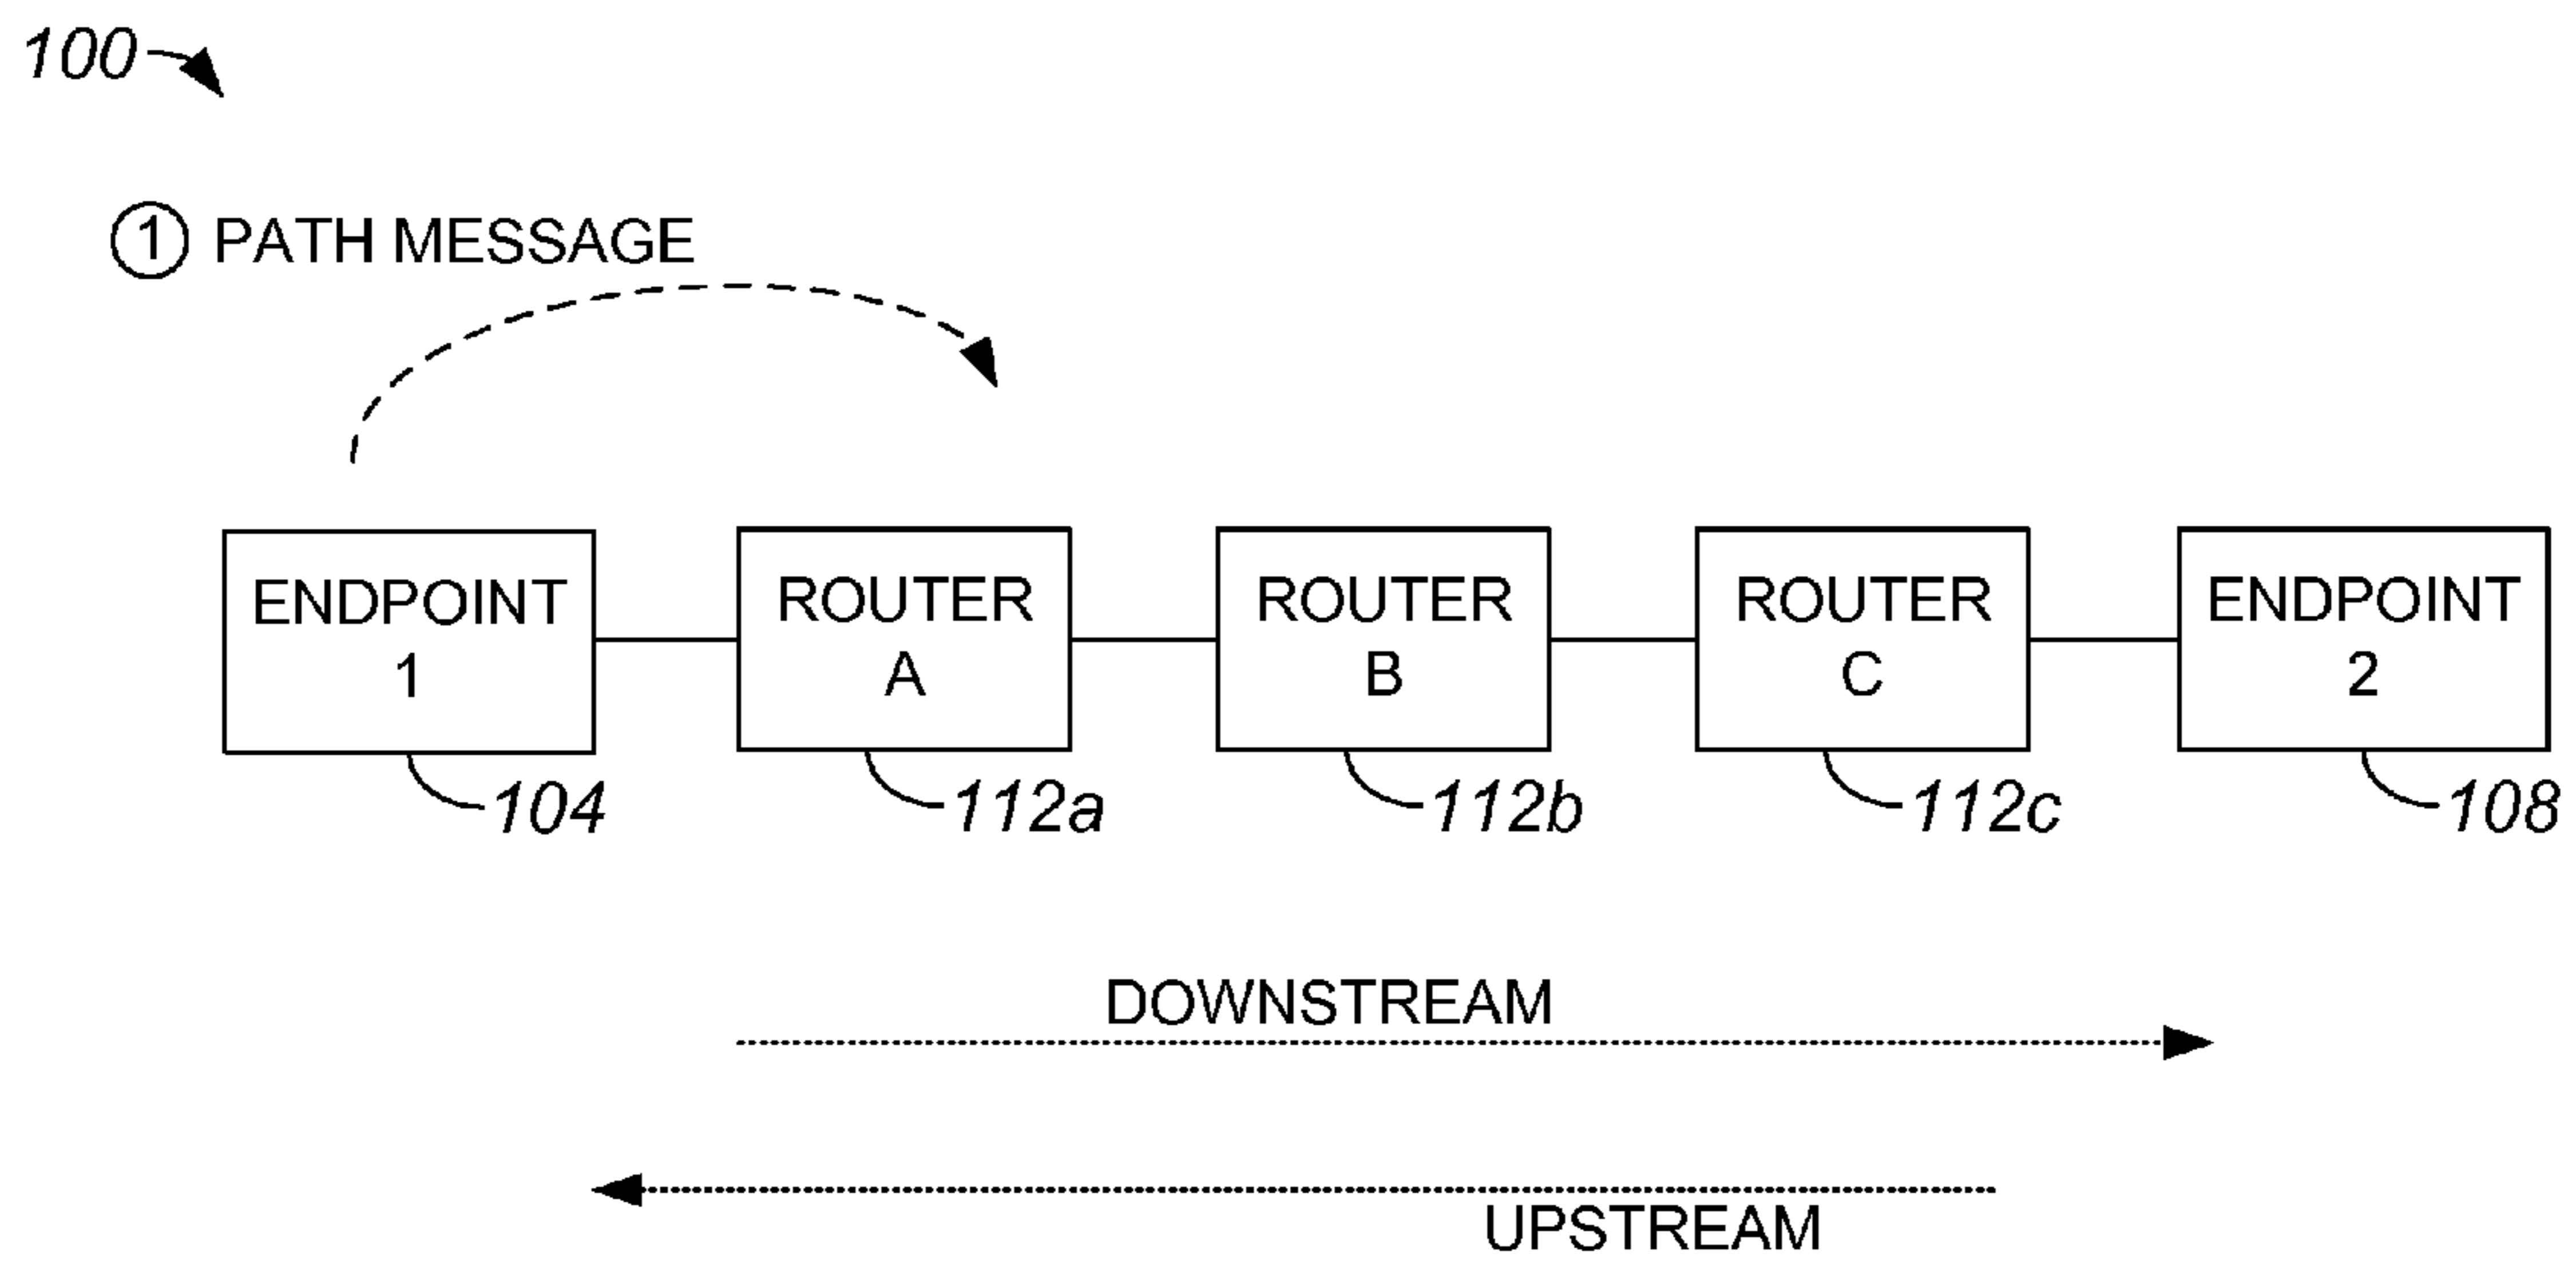 100
① PATH MESSAGE
ENDPOINT
1
ROUTER
A
ROUTER
B
ROUTER
C
ENDPOINT
2
104
112a
112b
112c
108
DOWNSTREAM
UPSTREAM